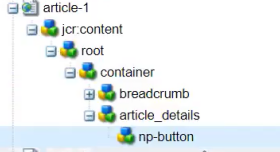 article-1
jcr:content
root
container
breadcrumb
article_details
np-button